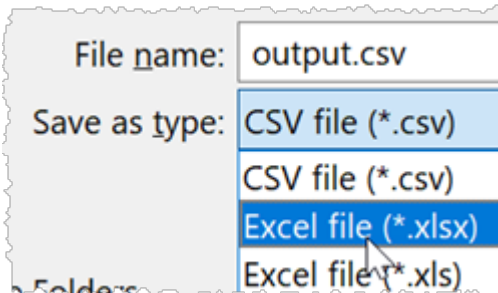 File name: output.csv
Save as type: CSV file (*.csv)
CSV file (*.csv)
Excel file (*.xlsx)
Excel file (*.xls)
Folders